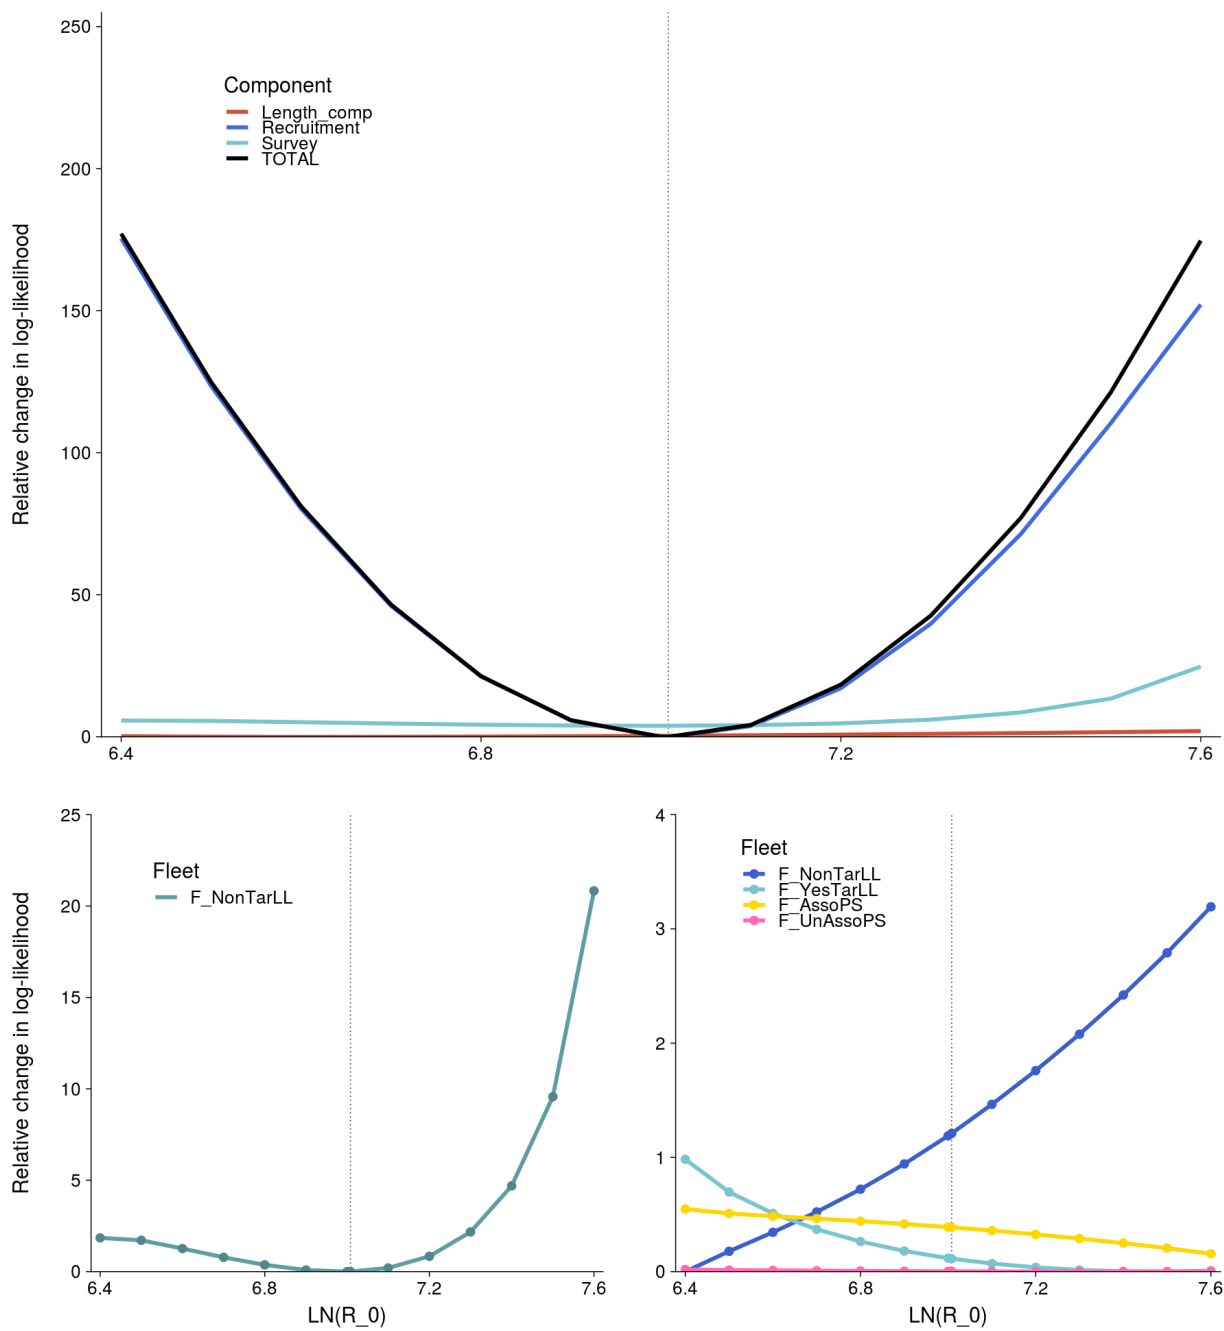 250
200
150
100
50
0
Relative change in log-likelihood
Component
Length_comp
Recruitment
Survey
TOTAL
6.4
6.8
7.2
7.6
25
20
15
10
5
0
Relative change in log-likelihood
Fleet
F_NonTarLL
6.4
6.8
7.2
7.6
LN(R_0)
4
3
2
1
0
Fleet
F_NonTarLL
F_YesTarLL
F_AssoPS
F_UnAssoPS
6.4
6.8
7.2
7.6
LN(R_0)